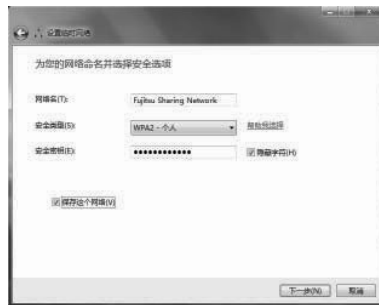 设置临时网络
为您的网络命名并选择安全选项
网络名(T): Fujitsu Sharing Network
安全类型(S): WPA2 - 个人 帮助我选择
安全密钥(E): ●●●●●●●●●●●● 隐藏字符(H)
保存这个网络(V)
下一步(N) 取消